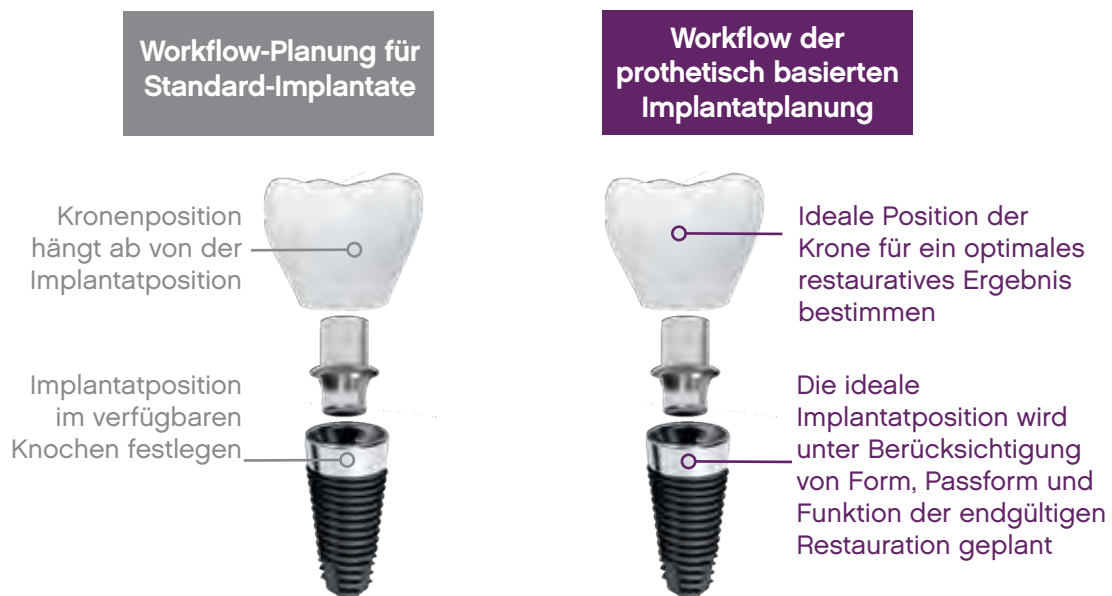 Workflow-Planung für
Standard-Implantate
Kronenposition
hängt ab von der
Implantatposition
Implantatposition
im verfügbaren
Knochen festlegen
Workflow der
prothetisch basierten
Implantatplanung
Ideale Position der
Krone für ein optimales
restauratives Ergebnis
bestimmen
Die ideale
Implantatposition wird
unter Berücksichtigung
von Form, Passform und
Funktion der endgültigen
Restauration geplant